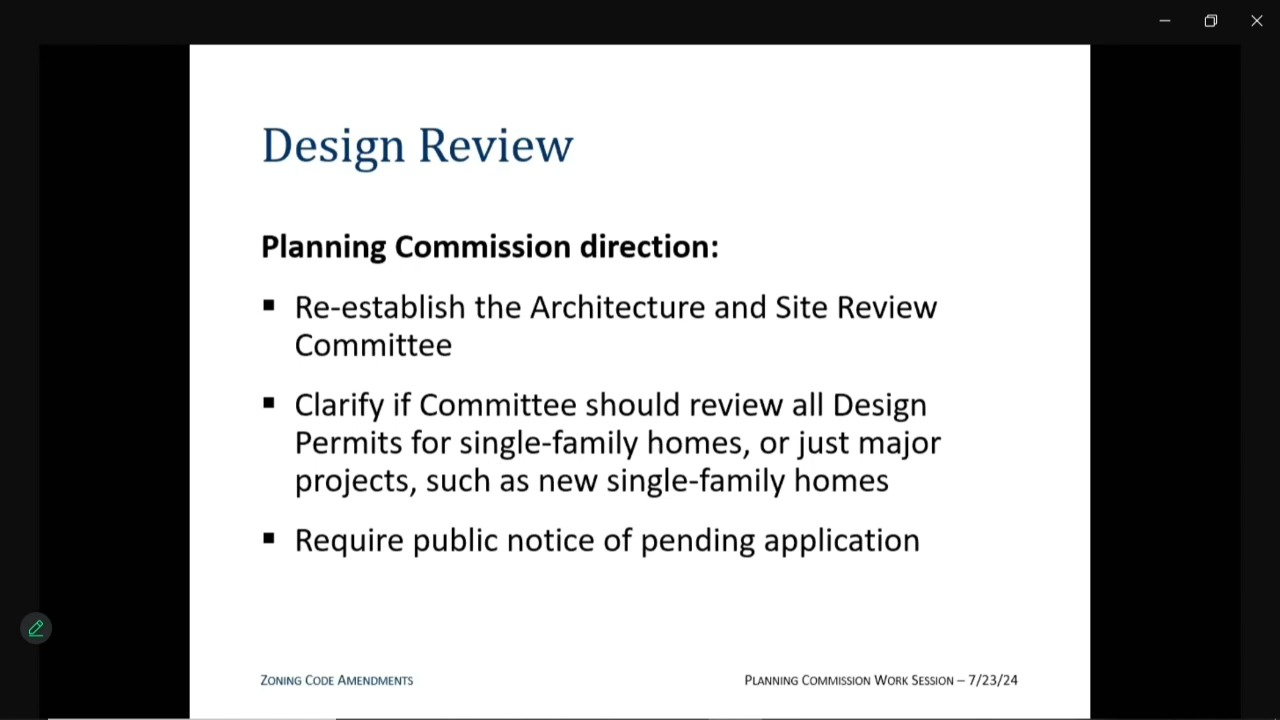 Design Review
Planning Commission direction:
▪ Re-establish the Architecture and Site Review
Committee
▪ Clarify if Committee should review all Design
Permits for single-family homes, or just major
projects, such as new single-family homes
▪ Require public notice of pending application
Zoning Code Amendments
Planning Commission Work Session – 7/23/24